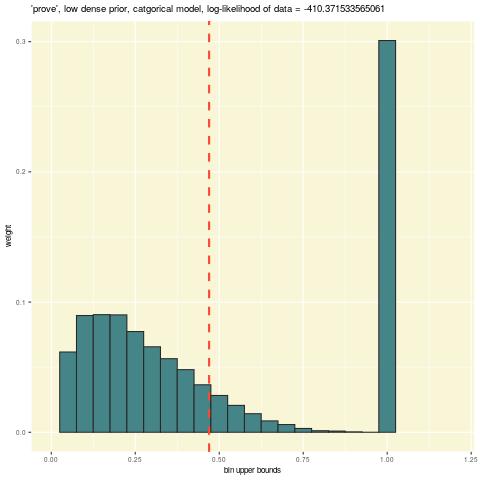 'prove', low dense prior, catgorical model, log-likelihood of data = -410.371533565061
0.3
0.2
weight
0.1
0.0
0.00 0.25 0.50 0.75 1.00 1.25
bin upper bounds